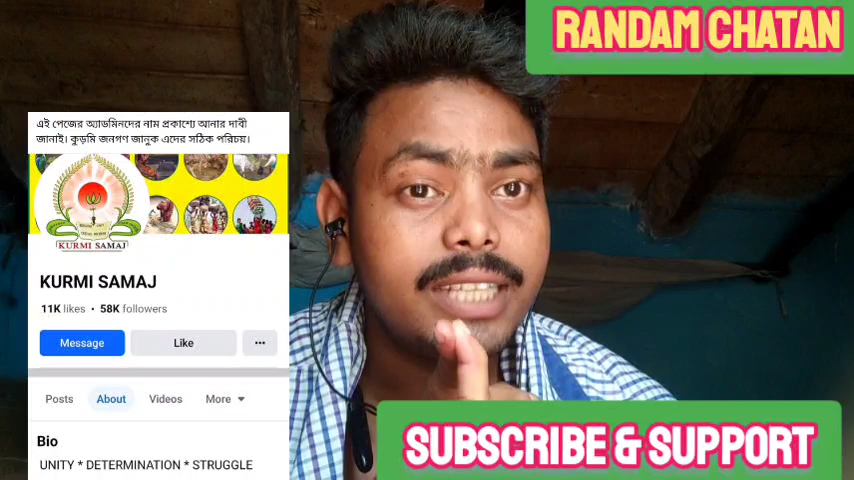 RANDAM CHATAN
এই পেজের অ্যাডমিনদের নাম প্রকাশ্যে আনার দাবী
জানাই। কুড়মি জনগণ জানুক এদের সঠিক পরিচয়।
KURMI SAMAJ
KURMI SAMAJ
11K likes • 58K followers
Message Like ...
Posts About Videos More
Bio
UNITY * DETERMINATION * STRUGGLE
SUBSCRIBE & SUPPORT